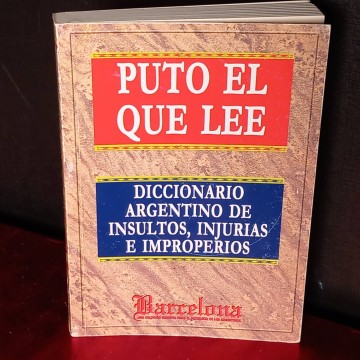 PUTO EL
QUE LEE
DICCIONARIO
ARGENTINO DE
INSULTOS, INJURIAS
E IMPROPERIOS
Barcelona